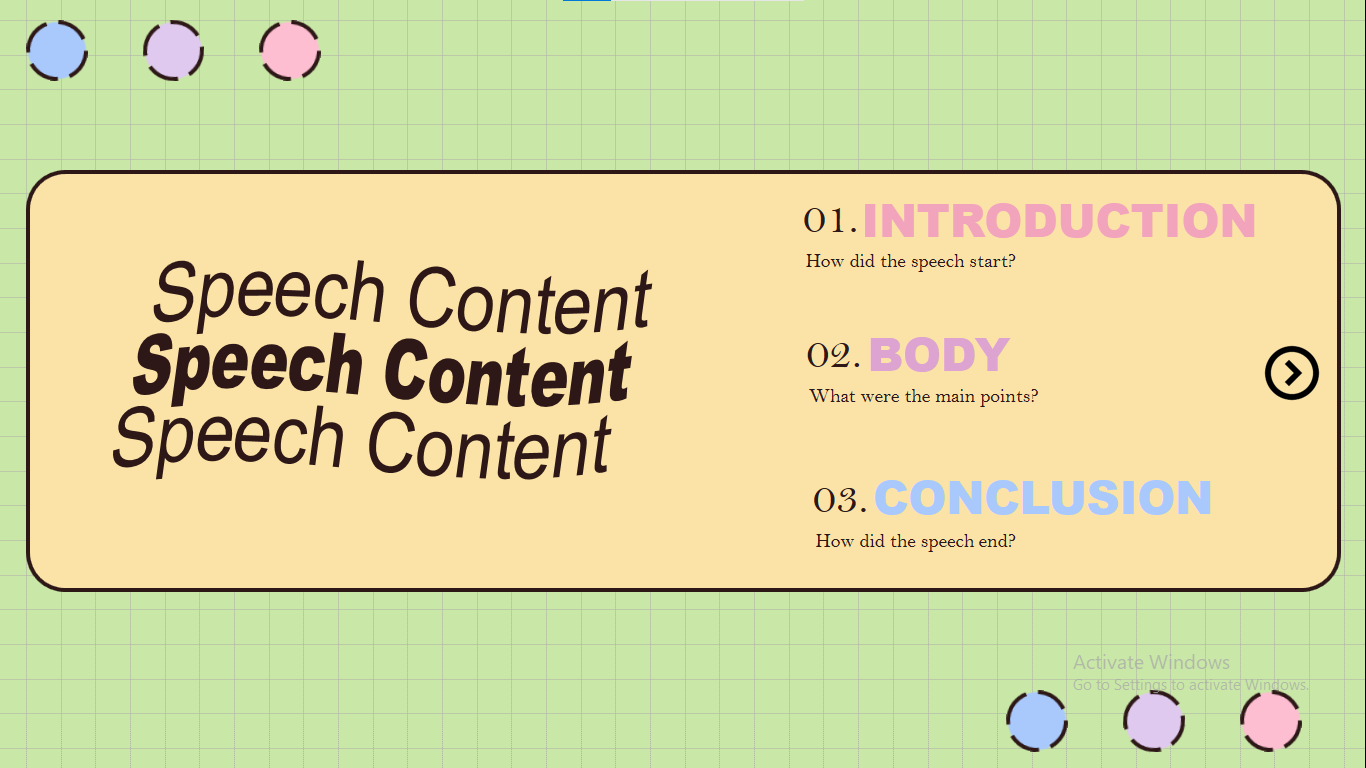 Speech Content
Speech Content
Speech Content
01. INTRODUCTION
How did the speech start?
02. BODY
What were the main points?
03. CONCLUSION
How did the speech end?
Activate Windows
Go to Settings to activate Windows.